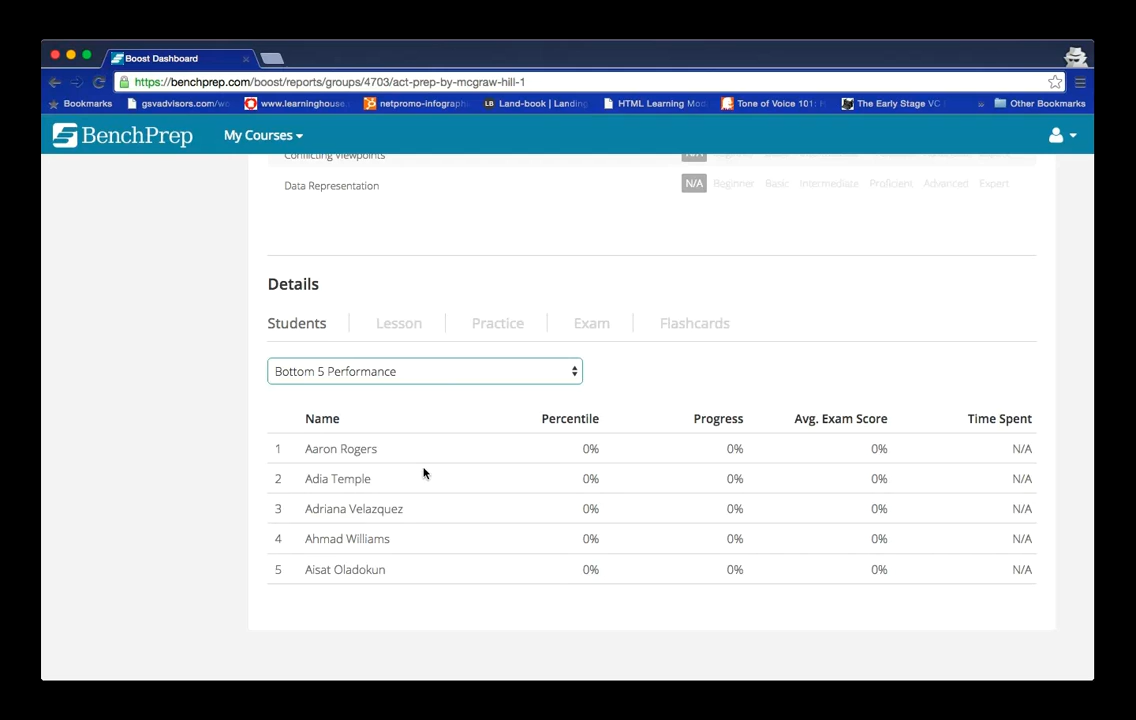 Boost Dashboard
https://benchprep.com/boost/reports/groups/4703/act-prep-by-mcgraw-hill-1
Bookmarks gsvadvisors.com/w www.learninghouse. netpromo-infograph LB Land-book | Landing HTML Learning Mo Tone of Voice 101: The Early Stage VC » Other Bookmarks
BenchPrep My Courses
Conflicting Viewpoints N/A
Data Representation N/A Beginner Basic Intermediate Proficient Advanced Expert
Details
Students Lesson Practice Exam Flashcards
Bottom 5 Performance
Name Percentile Progress Avg. Exam Score Time Spent
1 Aaron Rogers 0% 0% 0% N/A
2 Adia Temple 0% 0% 0% N/A
3 Adriana Velazquez 0% 0% 0% N/A
4 Ahmad Williams 0% 0% 0% N/A
5 Aisat Oladokun 0% 0% 0% N/A